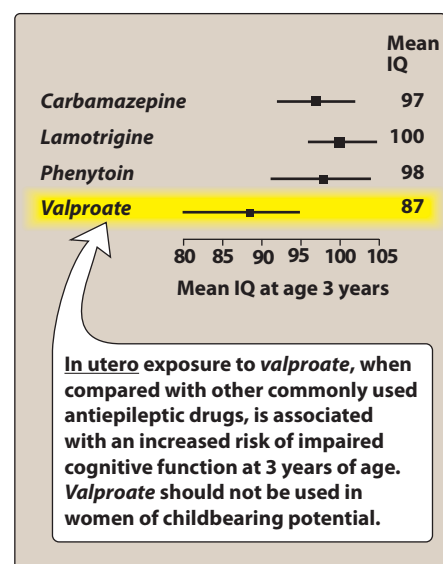 Mean
IQ
Carbamazepine 97
Lamotrigine 100
Phenytoin 98
Valproate 87
80 85 90 95 100 105
Mean IQ at age 3 years
In utero exposure to valproate, when
compared with other commonly used
antiepileptic drugs, is associated
with an increased risk of impaired
cognitive function at 3 years of age.
Valproate should not be used in
women of childbearing potential.